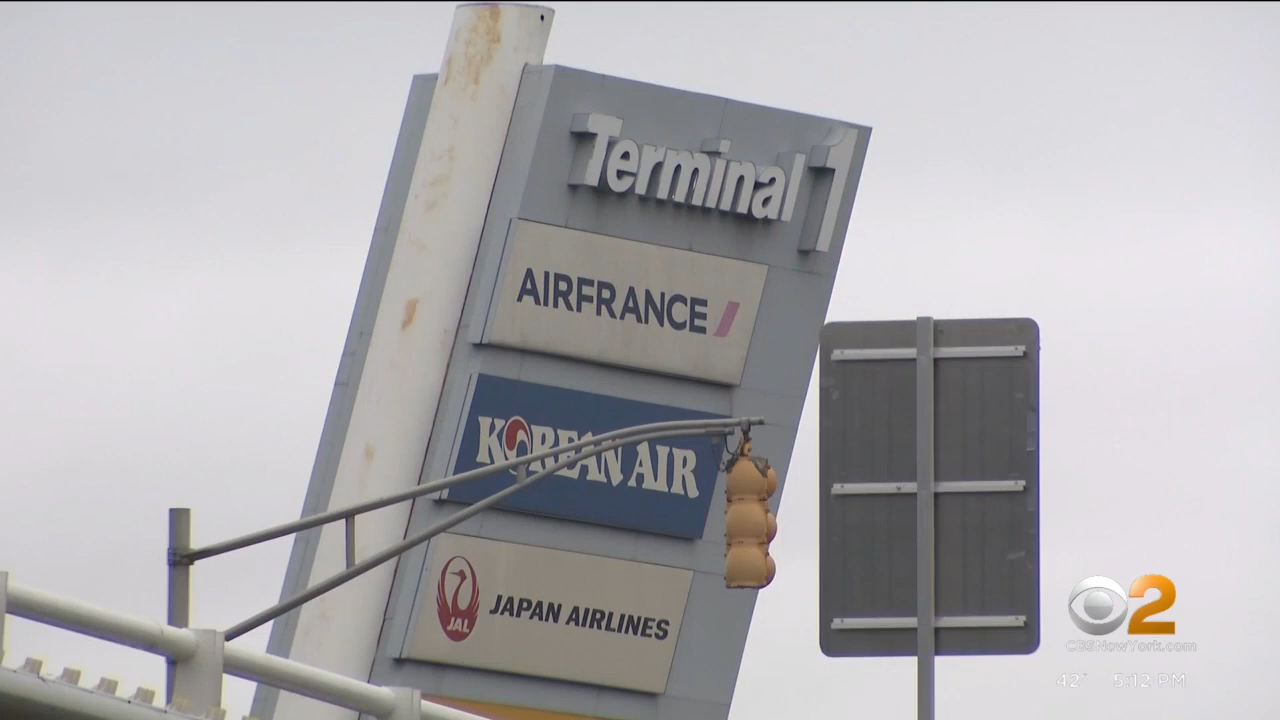 Terminal 1
AIRFRANCE
KOREAN AIR
JAL
JAPAN AIRLINES
2
CBSNewYork.com
42° 5:12 PM